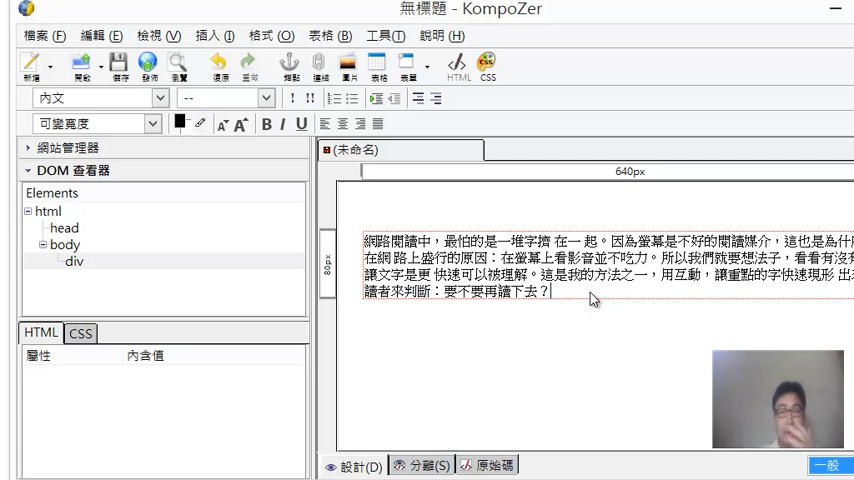 無標題 - KompoZer
檔案 (F) 編輯 (E) 檢視 (V) 插入 (I) 格式 (O) 表格 (B) 工具(T) 說明 (H)
新增 開啟 儲存 發佈 瀏覽 復原 重做 錨點 連結 圖片 表格 表單 HTML CSS
內文 -- ! !!
可變寬度 A A B I U
網站管理器 (未命名)
DOM 查看器 640px
Elements
html
head
body
div
80px
網路閱讀中，最怕的是一堆字擠 在一 起。因為螢幕是不好的閱讀媒介，這也是為什
在網 路上盛行的原因：在螢幕上看影音並不吃力。所以我們就要想法子，看看有沒
讓文字是更 快速可以被理解。這是我的方法之一，用互動，讓重點的字快速現形 出
讀者來判斷：要不要再讀下去？
HTML CSS
屬性 內含值
設計(D) 分離(S) 原始碼 一般